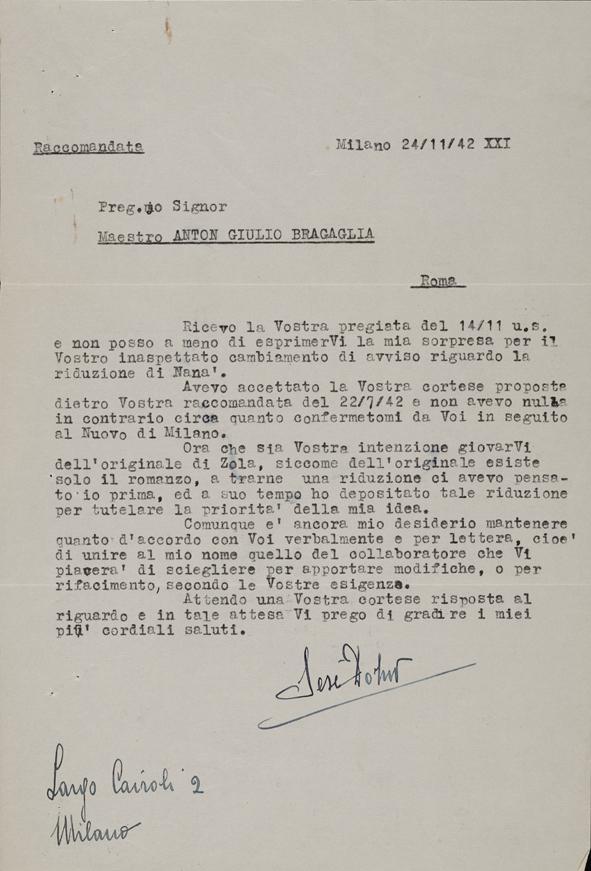 Raccomandata
Milano 24/11/42 XXI
Preg.mo Signor
Maestro ANTON GIULIO BRAGAGLIA
Roma
Ricevo la Vostra pregiata del 14/11 u.s.
e non posso a meno di esprimerVi la mia sorpresa per il
Vostro inaspettato cambiamento di avviso riguardo la
riduzione di Nana'.
Avevo accettato la Vostra cortese proposta
dietro Vostra raccomandata del 22/7/42 e non avevo nulla
in contrario circa quanto confermetomi da Voi in seguito
al Nuovo di Milano.
Ora che sia Vostra intenzione giovarVi
dell'originale di Zola, siccome dell'originale esiste
solo il romanzo, a trarne una riduzione ci avevo pensa-
to io prima, ed a suo tempo ho depositato tale riduzione
per tutelare la priorita' della mia idea.
Comunque e' ancora mio desiderio mantenere
quanto d'accordo con Voi verbalmente e per lettera, cioe'
di unire al mio nome quello del collaboratore che Vi
piacera' di sciegliere per apportare modifiche, o per
rifacimento, secondo le Vostre esigenze.
Attendo una Vostra cortese risposta al
riguardo e in tale attesa Vi prego di gradire i miei
piu' cordiali saluti.
Largo Cairoli 2
Milano